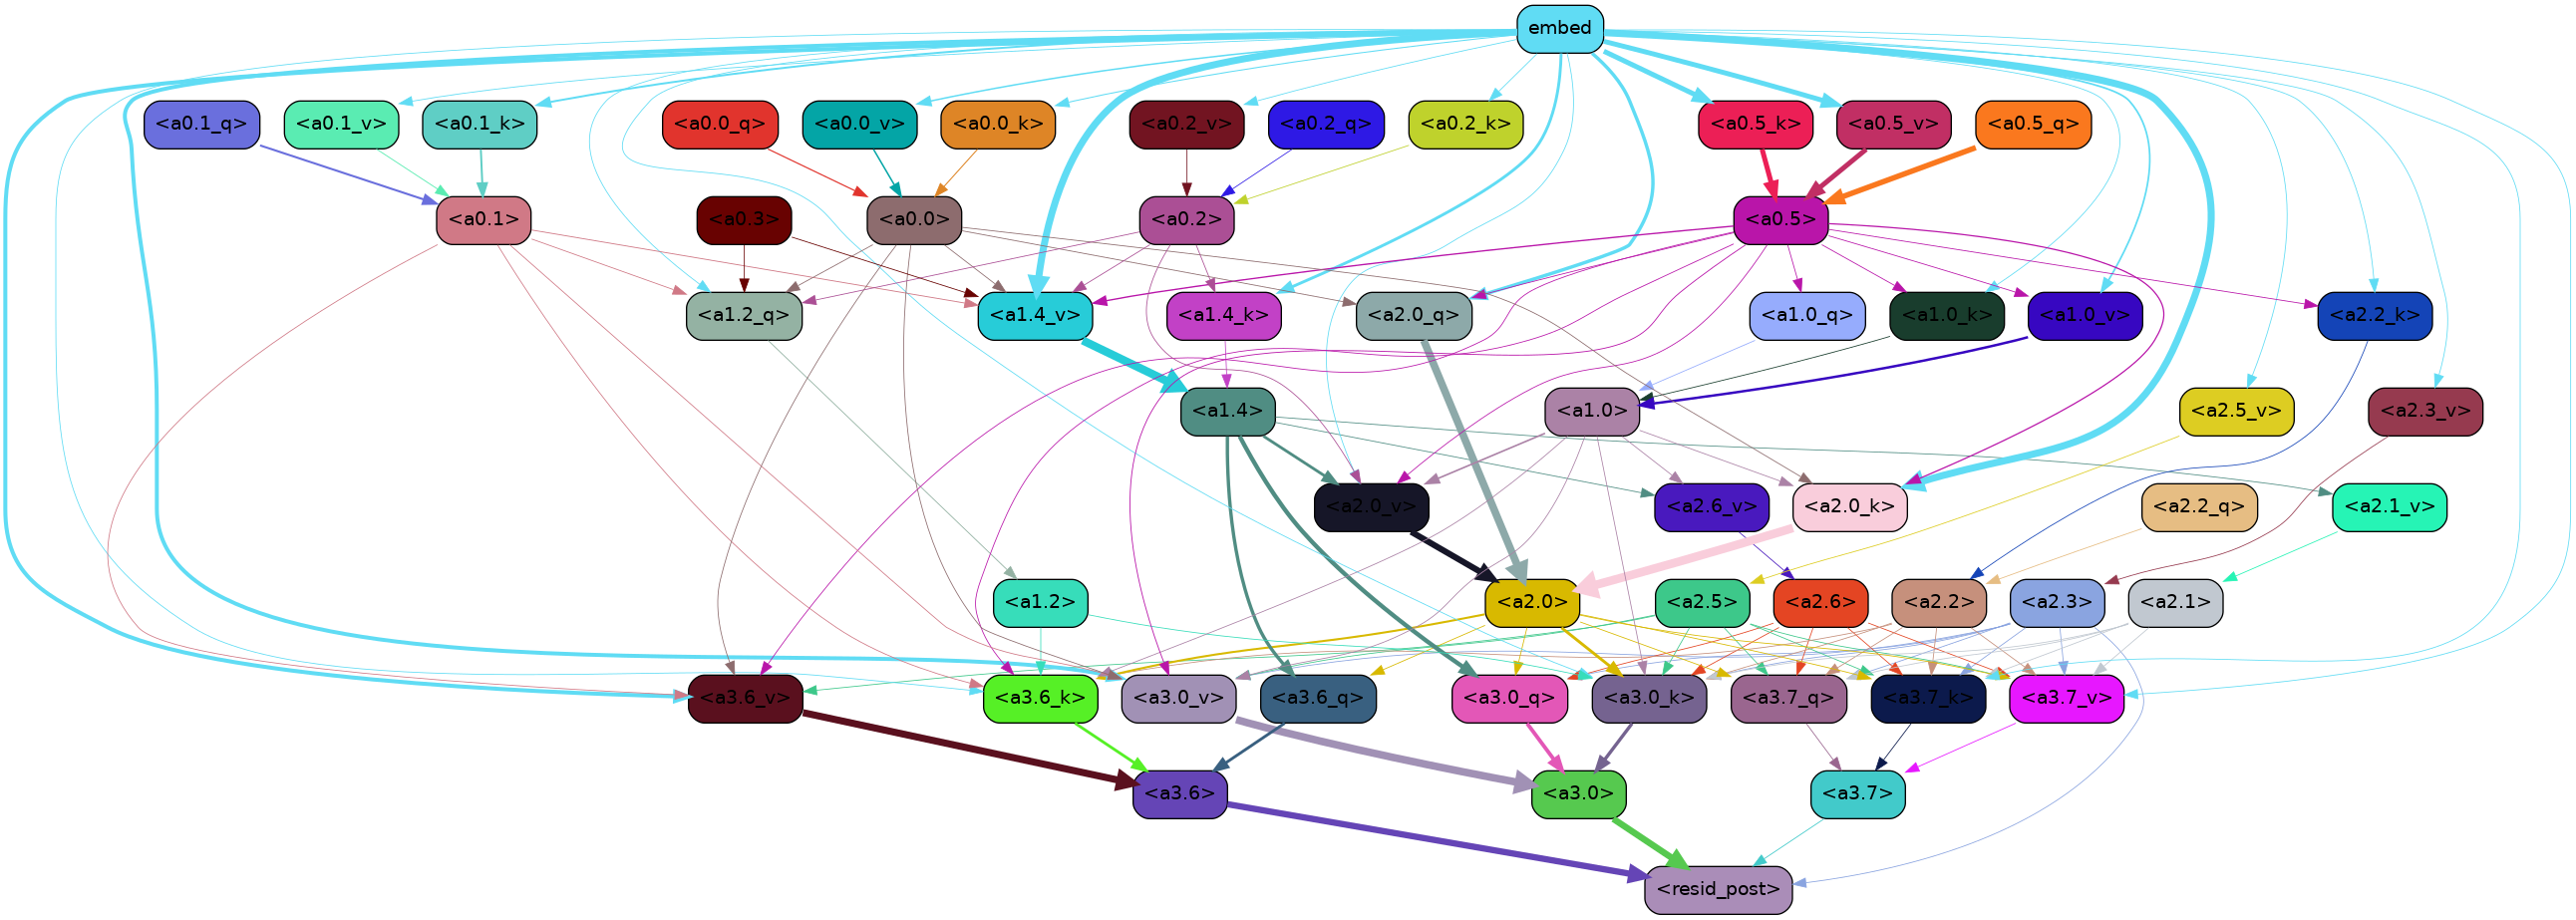 embed
<a0.1_q>
<a0.1_v>
<a0.1_k>
<a0.0_q>
<a0.0_v>
<a0.0_k>
<a0.2_v>
<a0.2_q>
<a0.2_k>
<a0.5_k>
<a0.5_v>
<a0.5_q>
<a0.1>
<a0.3>
<a0.0>
<a0.2>
<a0.5>
<a1.2_q>
<a1.4_v>
<a1.4_k>
<a2.0_q>
<a1.0_q>
<a1.0_k>
<a1.0_v>
<a2.2_k>
<a1.4>
<a1.0>
<a2.5_v>
<a2.3_v>
<a2.0_v>
<a2.6_v>
<a2.0_k>
<a2.2_q>
<a2.1_v>
<a1.2>
<a2.0>
<a2.5>
<a2.6>
<a2.2>
<a2.3>
<a2.1>
<a3.6_v>
<a3.6_k>
<a3.0_v>
<a3.6_q>
<a3.0_q>
<a3.0_k>
<a3.7_q>
<a3.7_k>
<a3.7_v>
<a3.6>
<a3.0>
<a3.7>
<resid_post>